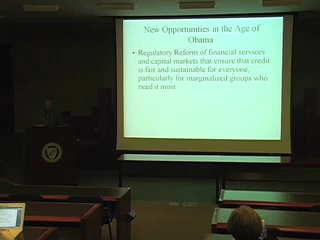 New Opportunities in the Age of
Obama
• Regulatory Reform of financial services
and capital markets that ensure that credit
is fair and sustainable for everyone,
particularly for marginalized groups who
need it most